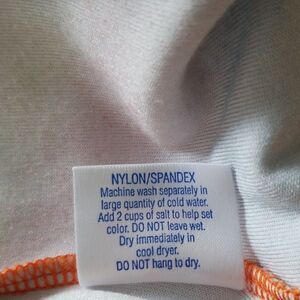 NYLON/SPANDEX
Machine wash separately in
large quantity of cold water.
Add 2 cups of salt to help set
color. DO NOT leave wet.
Dry immediately in
cool dryer.
DO NOT hang to dry.